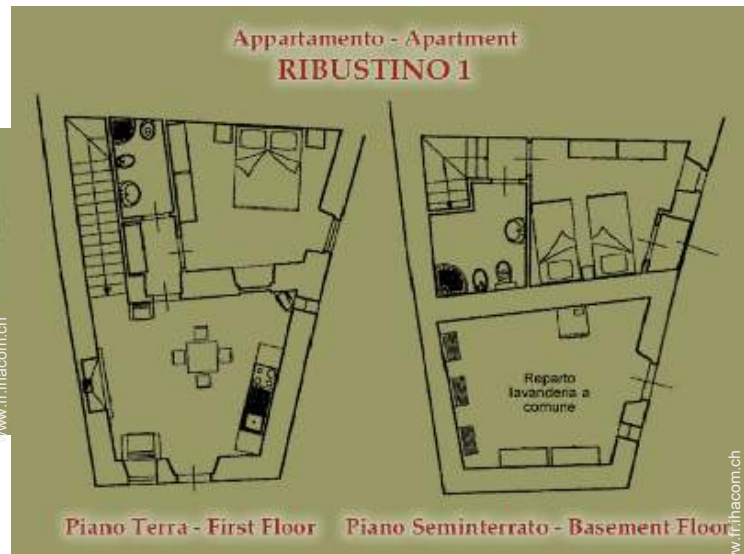 Appartamento - Apartment
RIBUSTINO 1
Reparto
lavanderia a
comune
Piano Terra - First Floor
Piano Seminterrato - Basement Floor
www.fr.ihacom.ch
w.fr.ihacom.ch